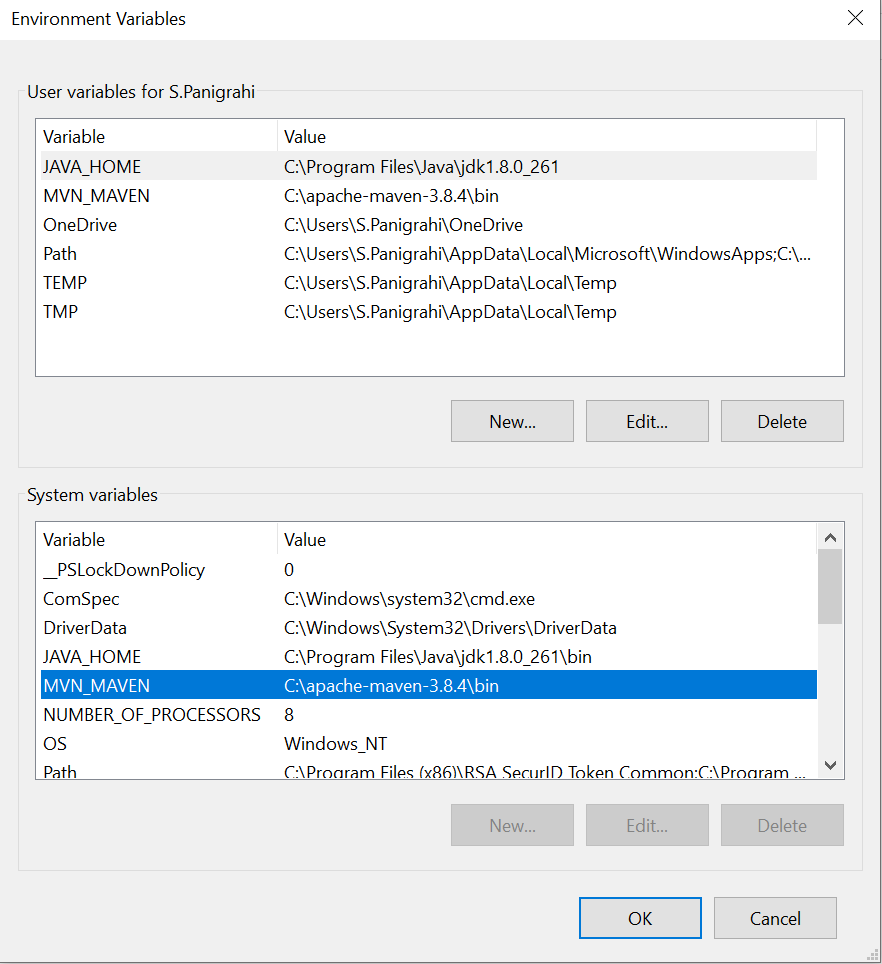 Environment Variables
User variables for S.Panigrahi
Variable Value
JAVA_HOME C:\Program Files\Java\jdk1.8.0_261
MVN_MAVEN C:\apache-maven-3.8.4\bin
OneDrive C:\Users\S.Panigrahi\OneDrive
Path C:\Users\S.Panigrahi\AppData\Local\Microsoft\WindowsApps;C:\...
TEMP C:\Users\S.Panigrahi\AppData\Local\Temp
TMP C:\Users\S.Panigrahi\AppData\Local\Temp
New... Edit... Delete
System variables
Variable Value
__PSLockDownPolicy 0
ComSpec C:\Windows\system32\cmd.exe
DriverData C:\Windows\System32\Drivers\DriverData
JAVA_HOME C:\Program Files\Java\jdk1.8.0_261\bin
MVN_MAVEN C:\apache-maven-3.8.4\bin
NUMBER_OF_PROCESSORS 8
OS Windows_NT
Path C:\Program Files (x86)\RSA SecurID Token Common;C:\Program ...
New... Edit... Delete
OK Cancel